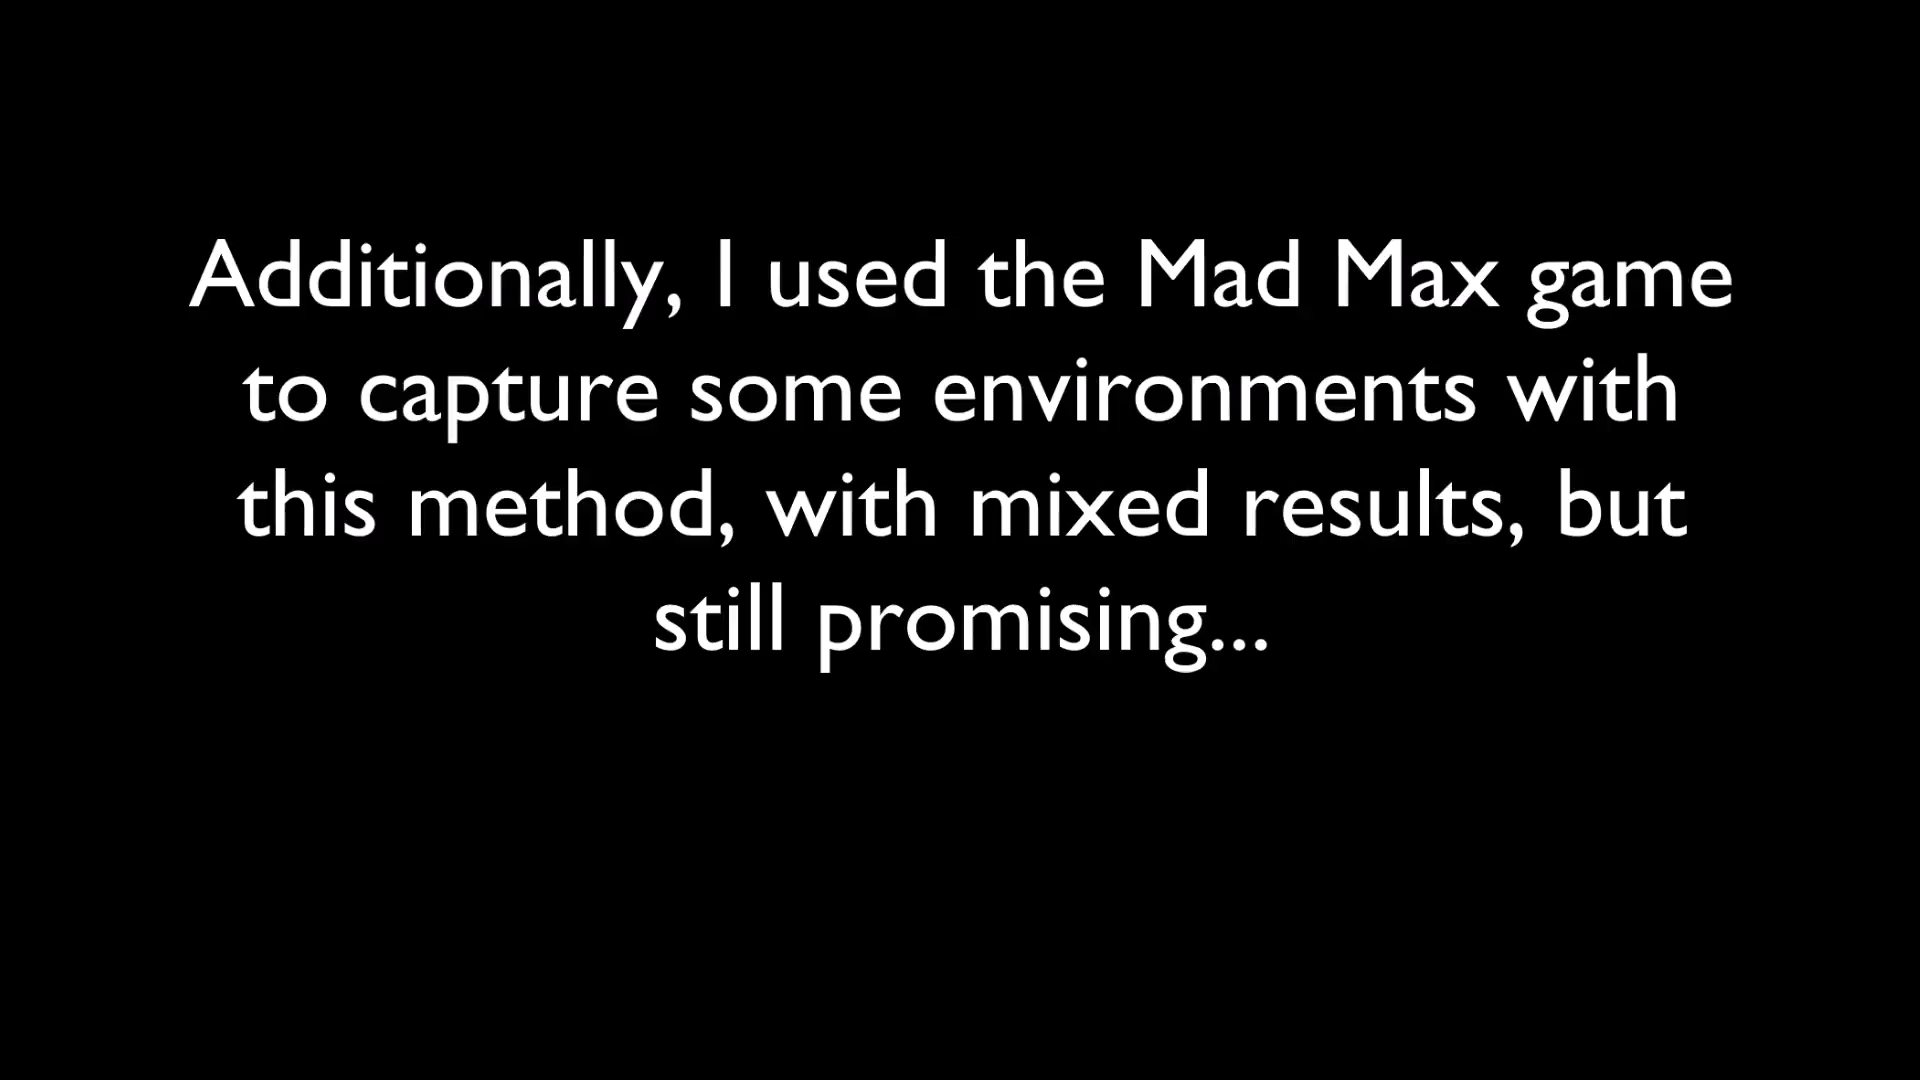 Additionally, I used the Mad Max game
to capture some environments with
this method, with mixed results, but
still promising...